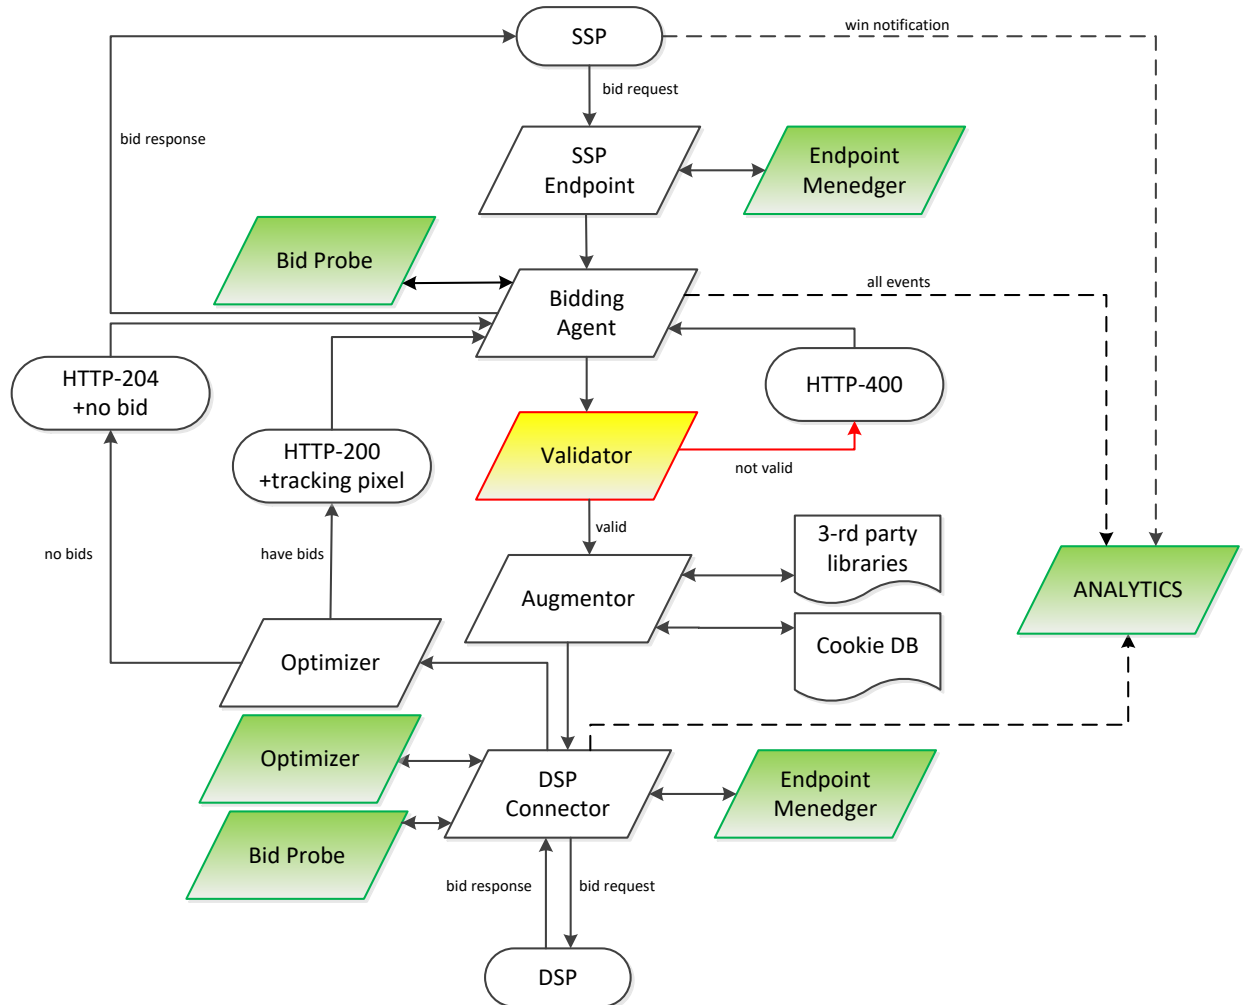 SSP
win notification
bid request
bid response
SSP
Endpoint
Endpoint
Menedger
Bid Probe
Bidding
Agent
all events
HTTP-204
+no bid
HTTP-400
HTTP-200
+tracking pixel
Validator
not valid
valid
no bids
have bids
3-rd party
libraries
Augmentor
ANALYTICS
Cookie DB
Optimizer
Optimizer
DSP
Connector
Endpoint
Menedger
Bid Probe
bid response
bid request
DSP